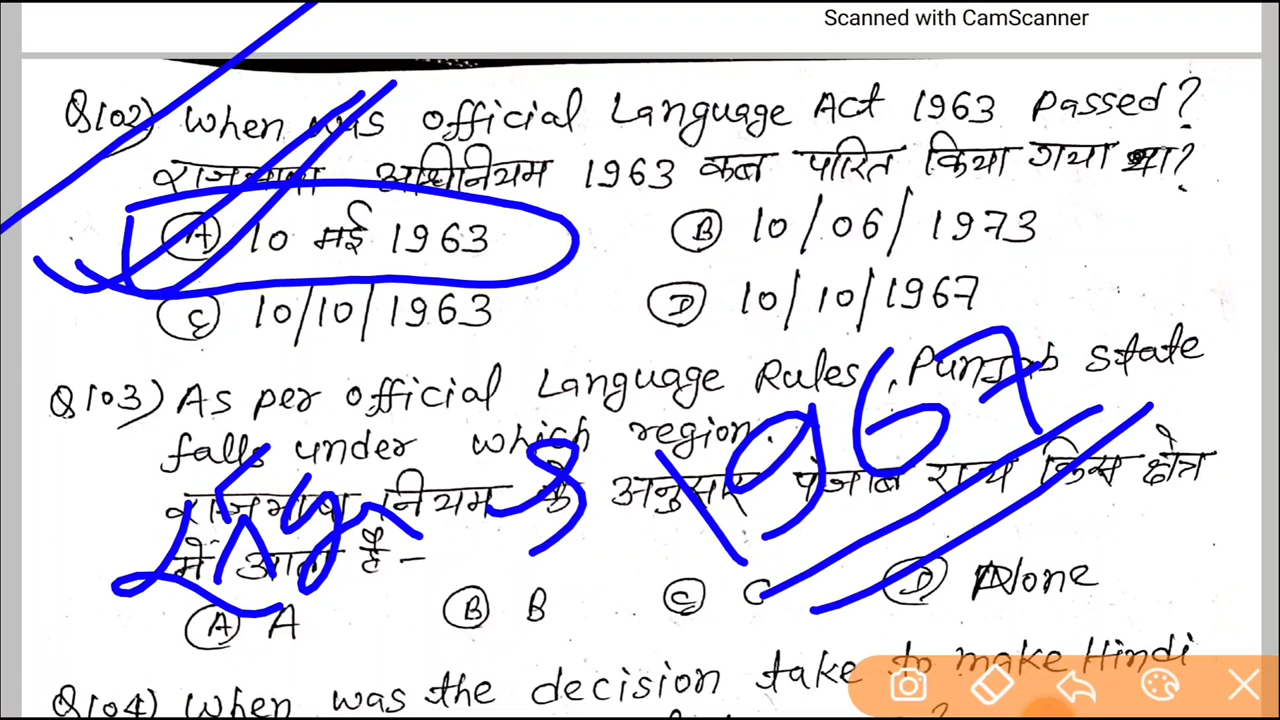 Scanned with CamScanner
Q102) When was official Language Act 1963 Passed?
राजभाषा अधिनियम 1963 कब पारित किया गया था?
(A) 10 मई 1963 (B) 10/06/1973
(C) 10/10/1963 (D) 10/10/1967
Q103) As per official Language Rules, Punjab state
falls under which region.
राजभाषा नियम के अनुसार पंजाब राज्य किस क्षेत्र
में आता है-
1967
(A) A (B) B (C) C (D) None
Q104) When was the decision take to make Hindi